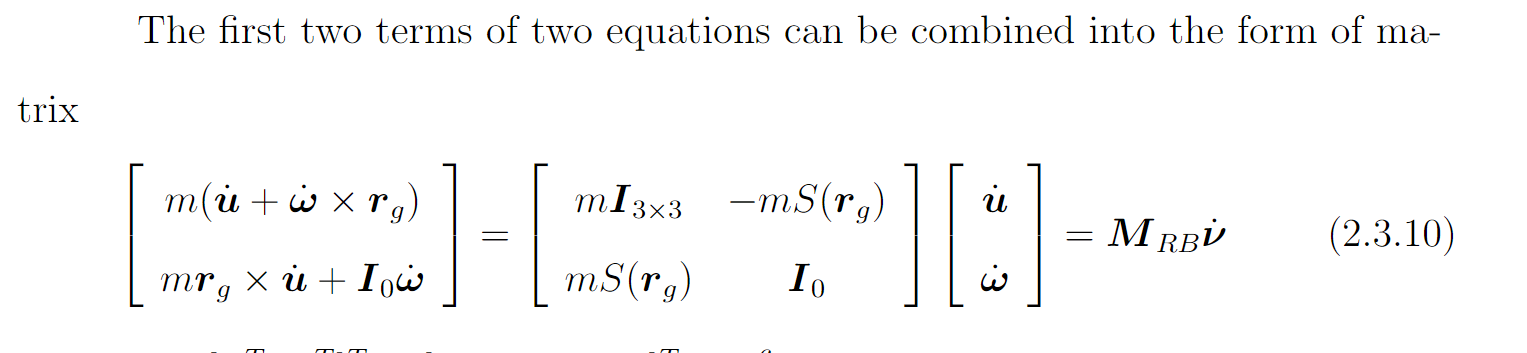 The first two terms of two equations can be combined into the form of ma-
trix
[ m(u̇ + ω̇ × r_g) ; m r_g × u̇ + I_0 ω̇ ] = [ m I_{3×3}  −mS(r_g) ; mS(r_g)  I_0 ] [ u̇ ; ω̇ ] = M_{RB} ν̇ (2.3.10)